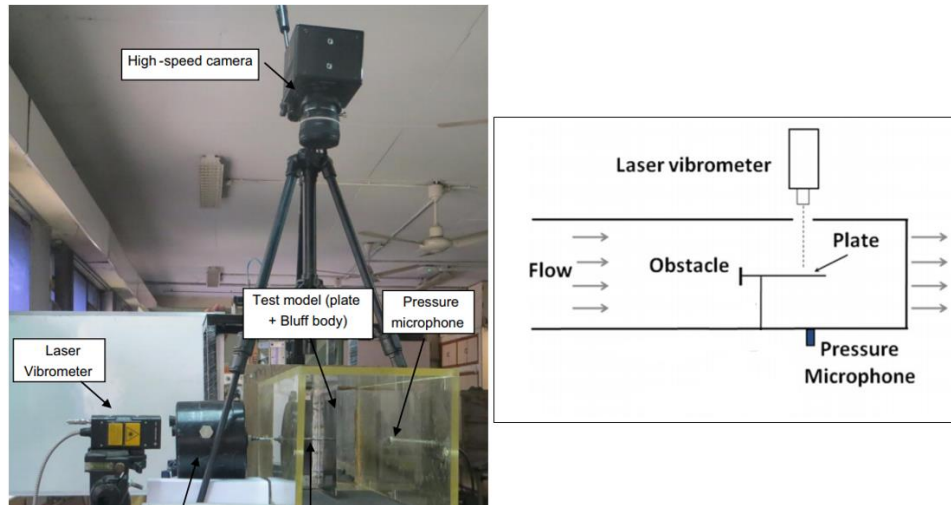 High -speed camera
Test model (plate
+ Bluff body)
Pressure
microphone
Laser
Vibrometer
Laser vibrometer
Plate
Obstacle
Flow
Pressure
Microphone